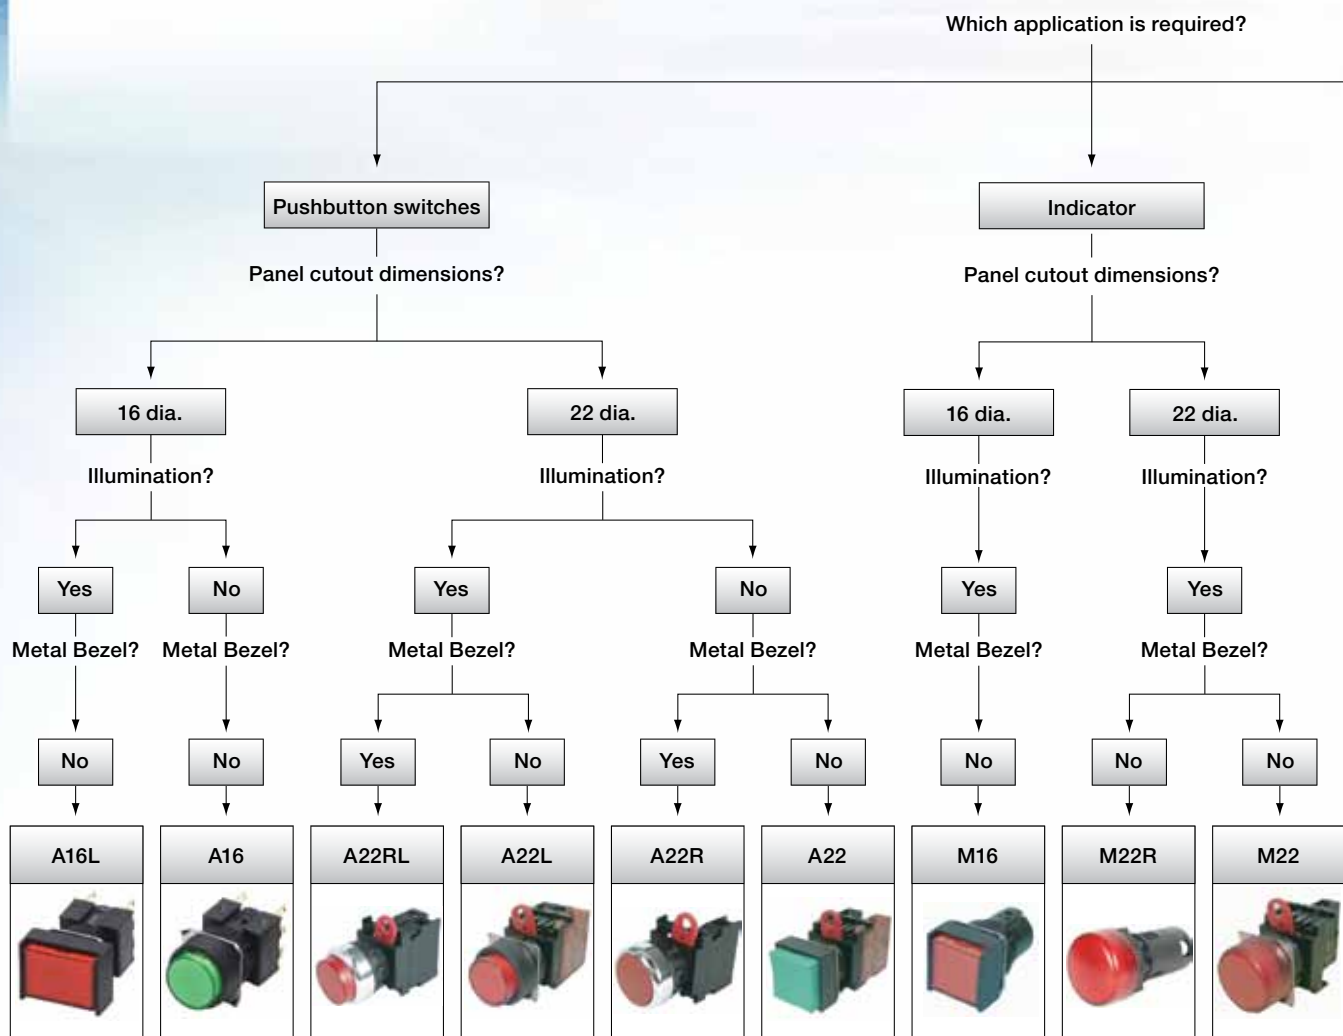 Which application is required?
Pushbutton switches
Indicator
Panel cutout dimensions?
Panel cutout dimensions?
16 dia.
22 dia.
16 dia.
22 dia.
Illumination?
Illumination?
Illumination?
Illumination?
Yes
No
Yes
No
Yes
Yes
Metal Bezel?
Metal Bezel?
Metal Bezel?
Metal Bezel?
Metal Bezel?
Metal Bezel?
No
No
Yes
No
Yes
No
No
No
No
A16L
A16
A22RL
A22L
A22R
A22
M16
M22R
M22